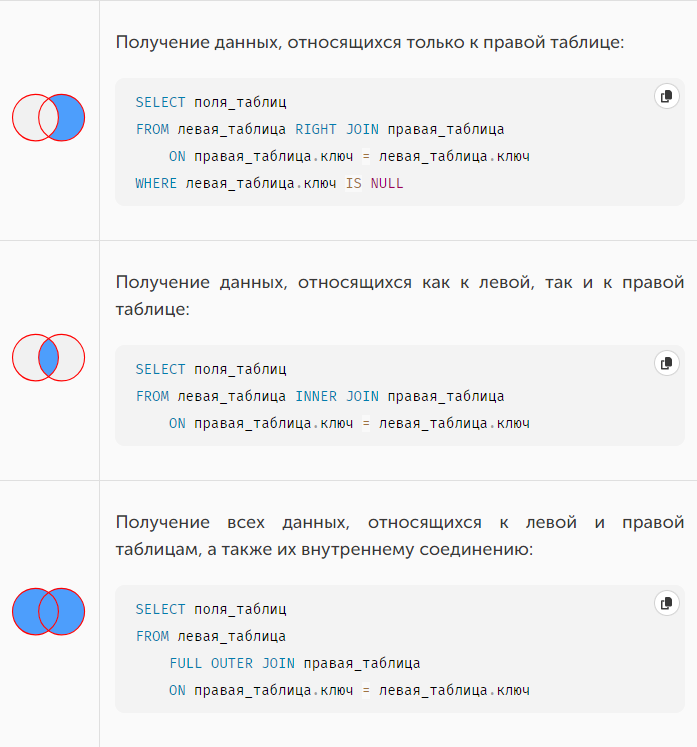 Получение данных, относящихся только к правой таблице:
SELECT поля_таблиц
FROM левая_таблица RIGHT JOIN правая_таблица
ON правая_таблица.ключ = левая_таблица.ключ
WHERE левая_таблица.ключ IS NULL
Получение данных, относящихся как к левой, так и к правой
таблице:
SELECT поля_таблиц
FROM левая_таблица INNER JOIN правая_таблица
ON правая_таблица.ключ = левая_таблица.ключ
Получение всех данных, относящихся к левой и правой
таблицам, а также их внутреннему соединению:
SELECT поля_таблиц
FROM левая_таблица
FULL OUTER JOIN правая_таблица
ON правая_таблица.ключ = левая_таблица.ключ